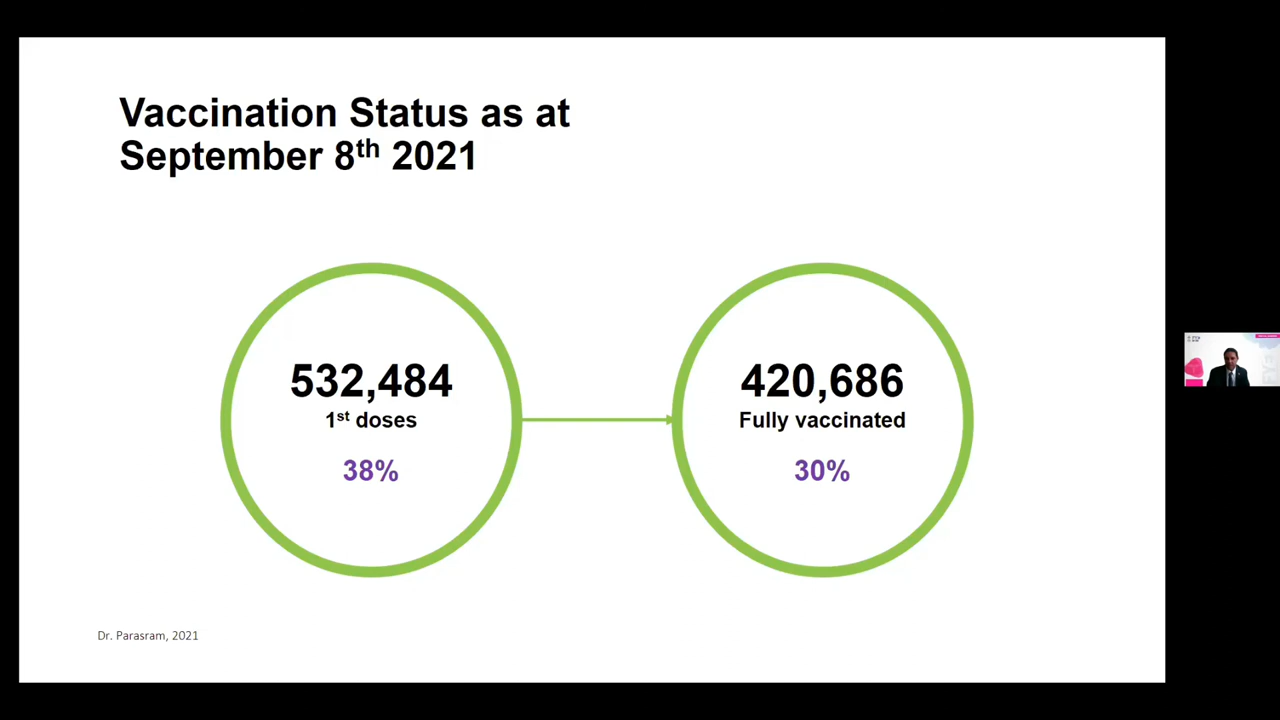 Vaccination Status as at
September 8th 2021
532,484
1st doses
38%
420,686
Fully vaccinated
30%
Dr. Parasram, 2021